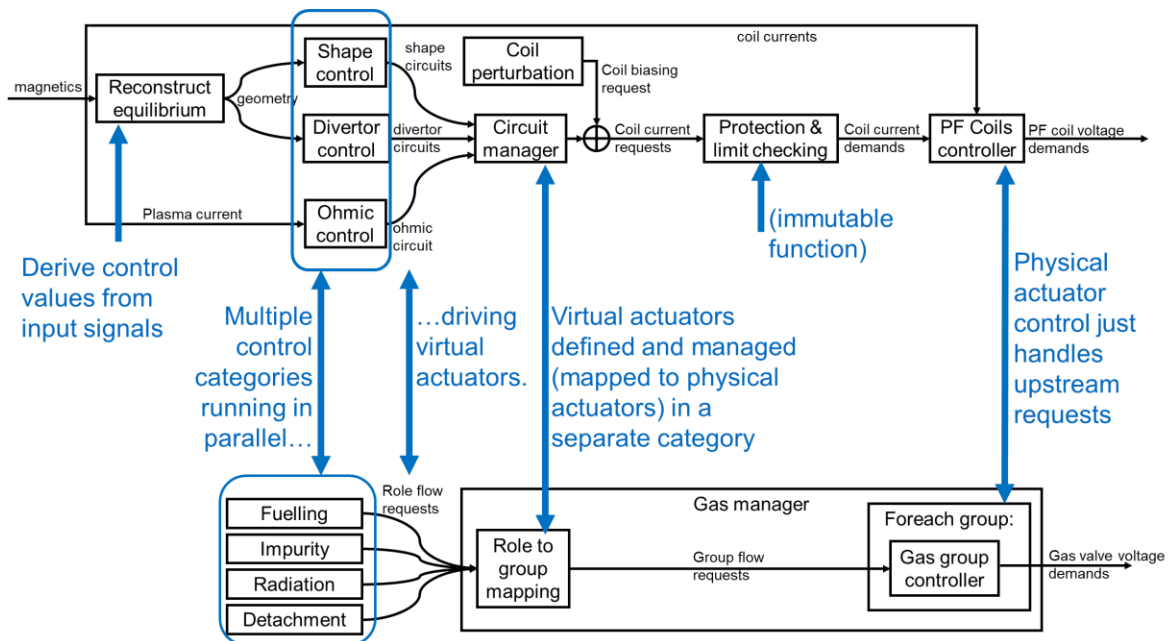 coil currents
magnetics
Reconstruct
equilibrium
geometry
Shape
control
shape
circuits
Coil
perturbation
Coil biasing
request
Divertor
control
divertor
circuits
Circuit
manager
Coil current
requests
Protection &
limit checking
Coil current
demands
PF Coils
controller
PF coil voltage
demands
Plasma current
Ohmic
control
ohmic
circuit
Derive control
values from
input signals
Multiple
control
categories
running in
parallel…
…driving
virtual
actuators.
Virtual actuators
defined and managed
(mapped to physical
actuators) in a
separate category
(immutable
function)
Physical
actuator
control just
handles
upstream
requests
Fuelling
Impurity
Radiation
Detachment
Role flow
requests
Gas manager
Role to
group
mapping
Group flow
requests
Foreach group:
Gas group
controller
Gas valve voltage
demands